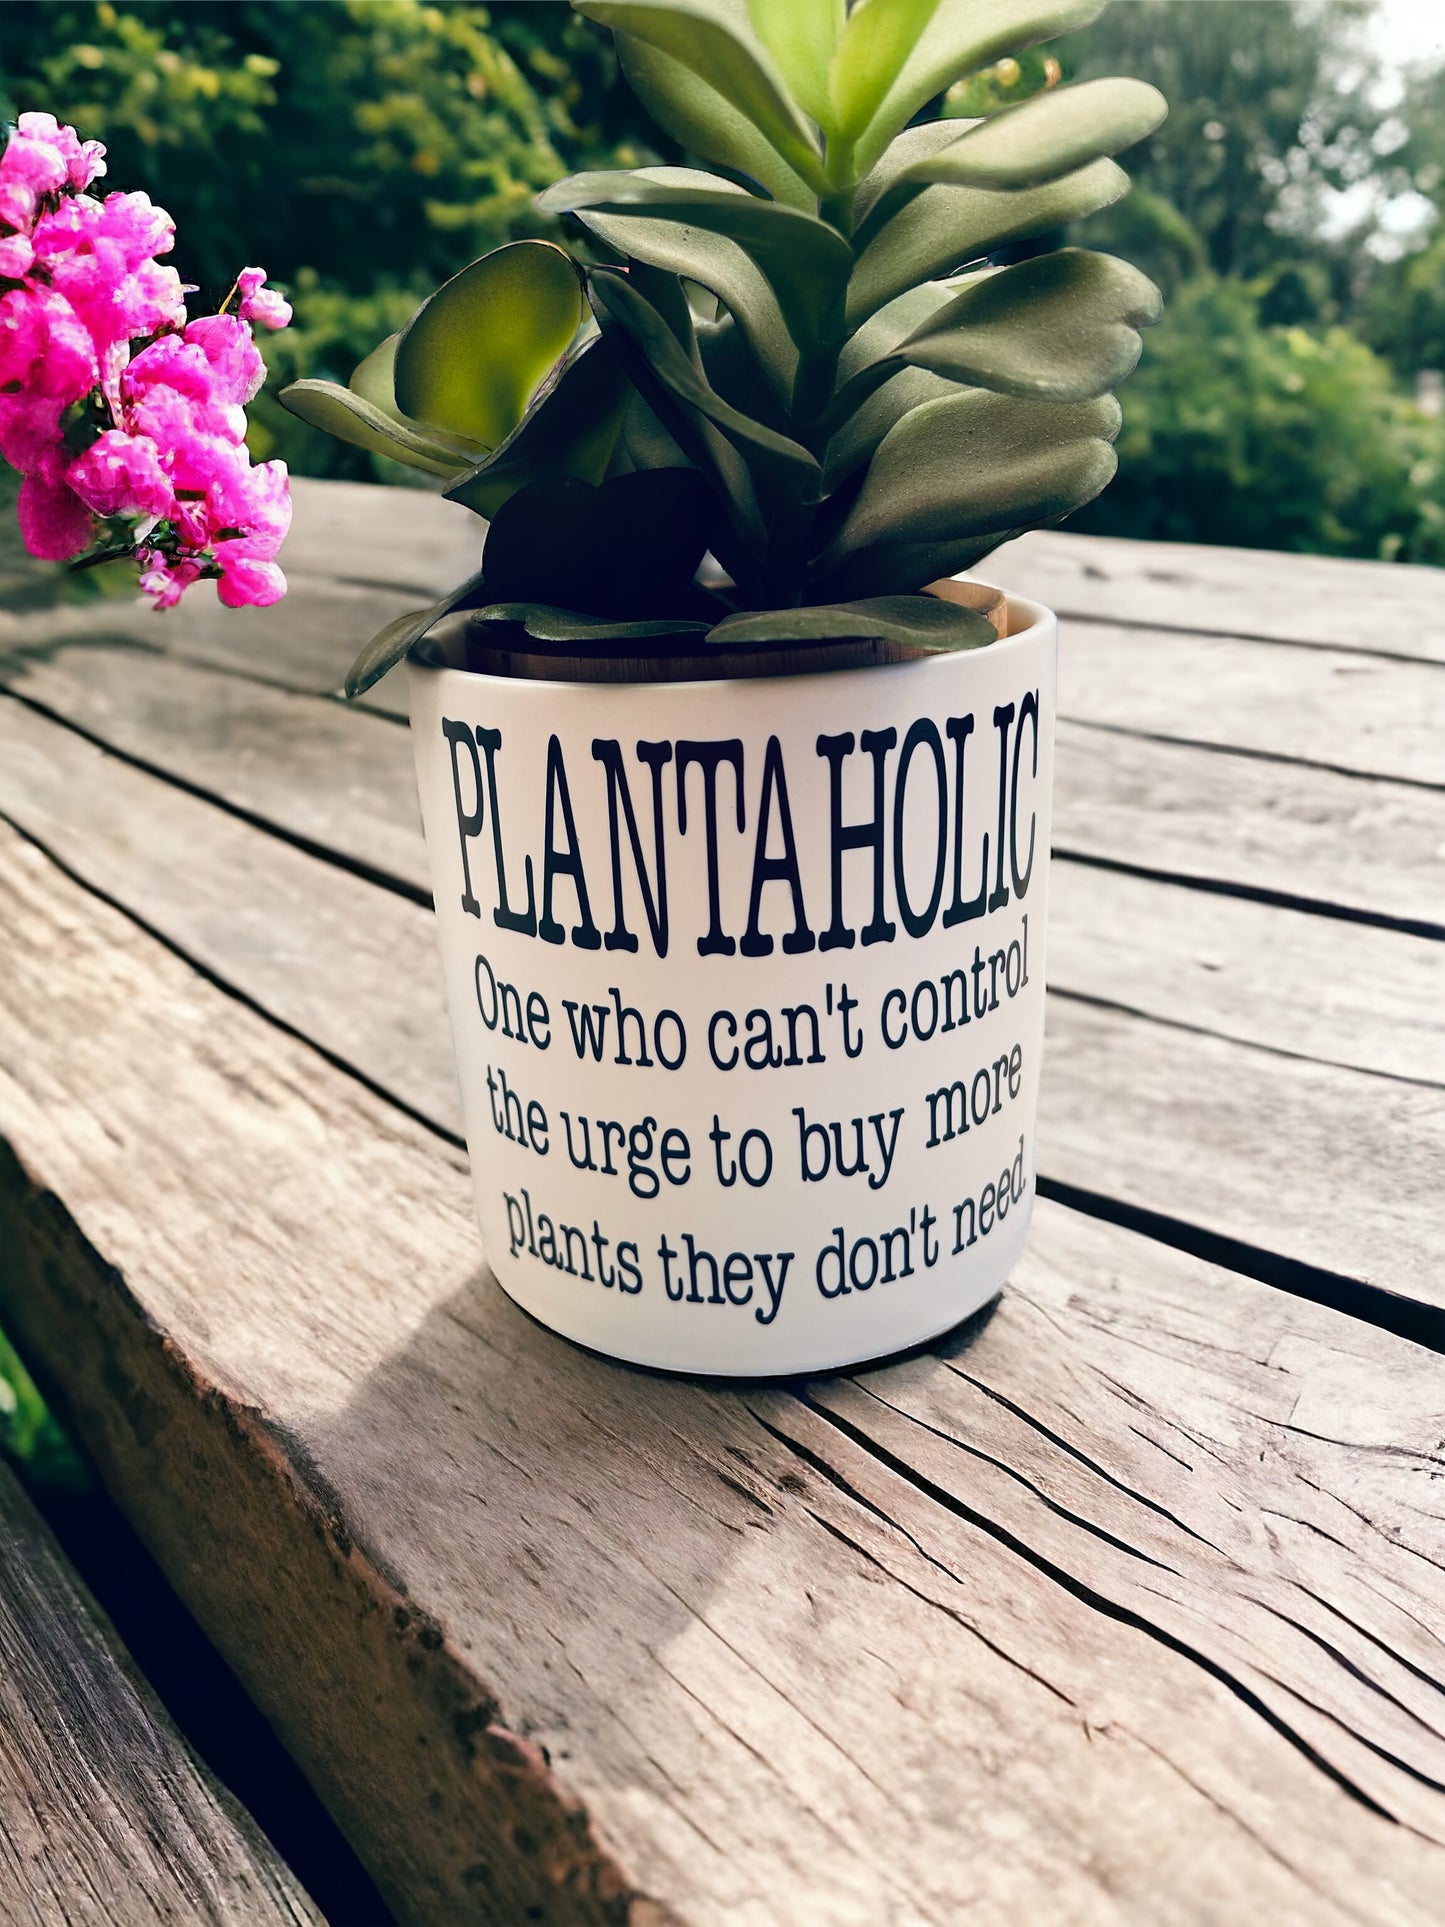 PLANTAHOLIC
One who can't control
the urge to buy more
plants they don't need.